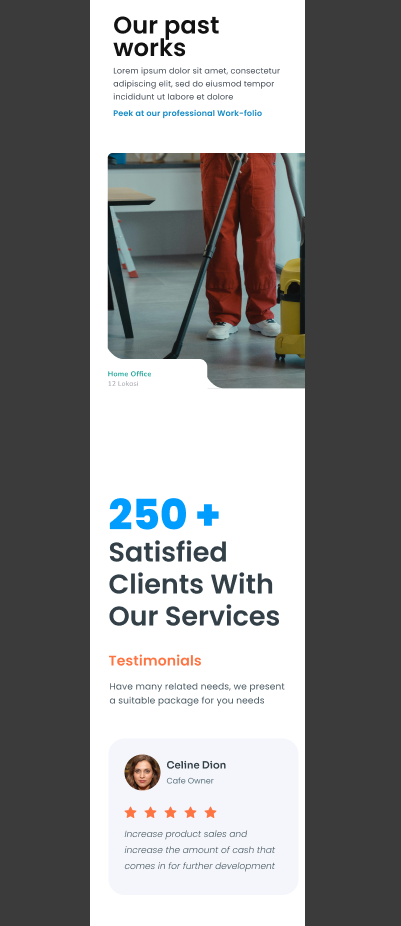 Our past
works
Lorem ipsum dolor sit amet, consectetur
adipiscing elit, sed do eiusmod tempor
incididunt ut labore et dolore
Peek at our professional Work-folio
Home Office
12 Lokasi
250 +
Satisfied
Clients With
Our Services
Testimonials
Have many related needs, we present
a suitable package for you needs
Celine Dion
Cafe Owner
Increase product sales and
increase the amount of cash that
comes in for further development